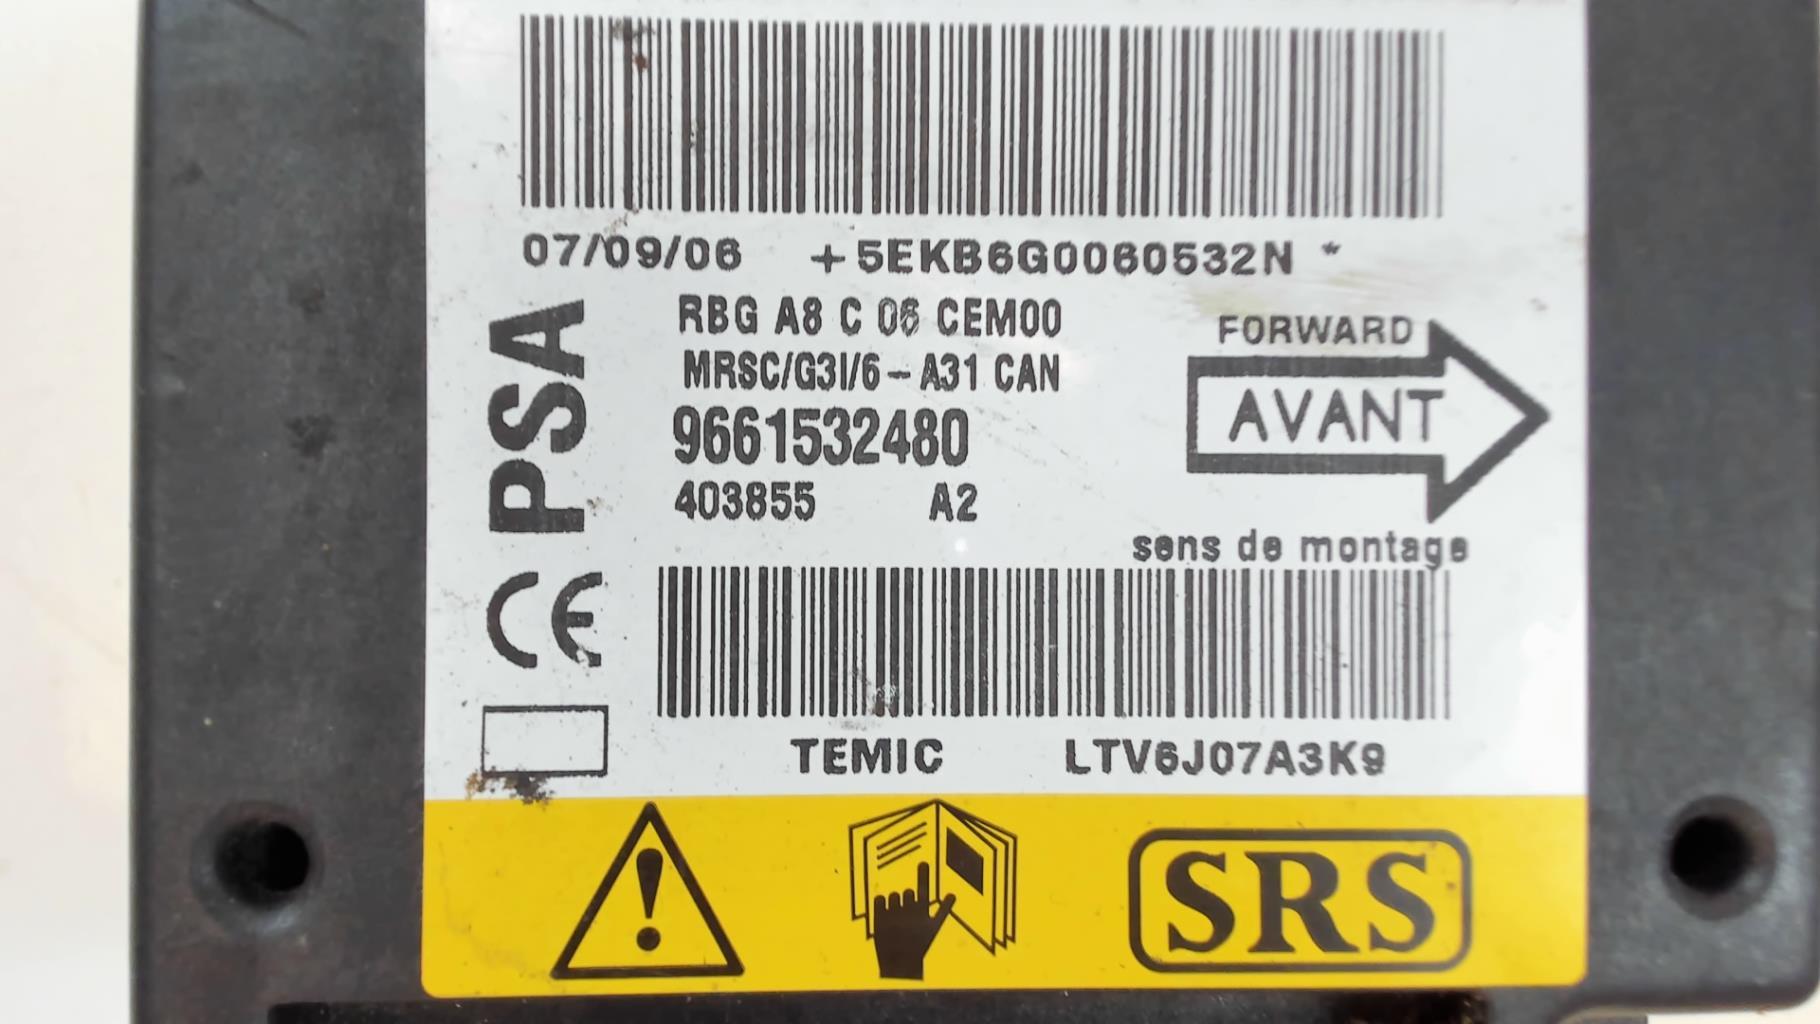 07/09/06 +5EKB6G0060532N *
PSA
RBG A8 C 06 CEM00
MRSC/G3I/6-A31 CAN
9661532480
403855 A2
FORWARD
AVANT
sens de montage
CE
TEMIC LTV6J07A3K9
SRS